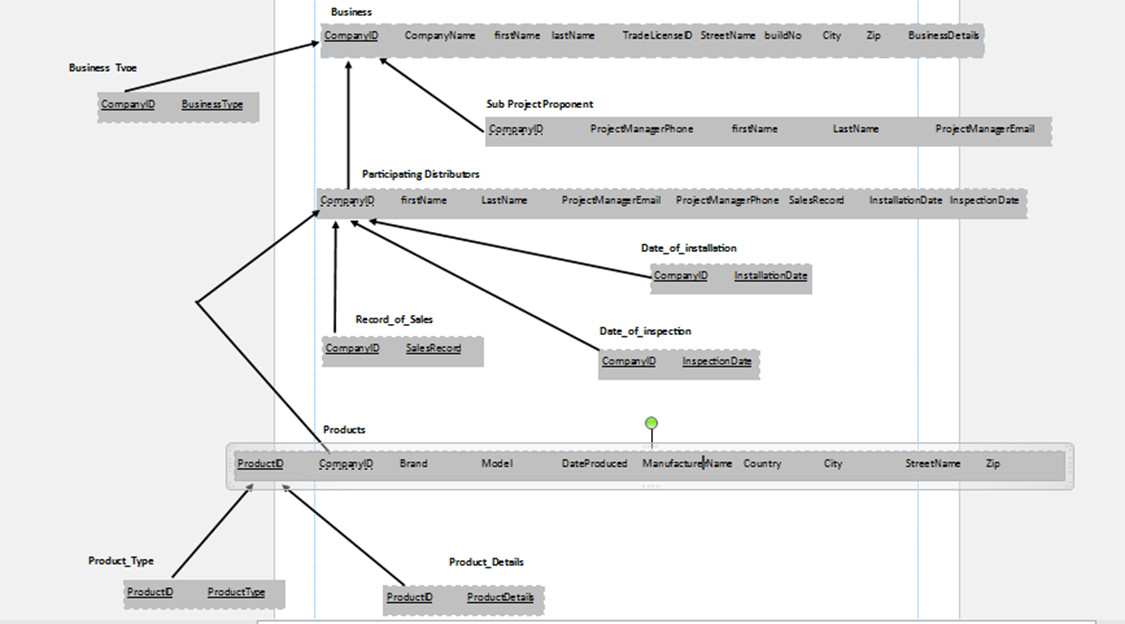 Business
CompanyID CompanyName firstName lastName TradeLicenseID StreetName buildNo City Zip BusinessDetails
Business Type
CompanyID BusinessType
Sub Project Proponent
CompanyID ProjectManagerPhone firstName LastName ProjectManagerEmail
Participating Distributors
CompanyID firstName LastName ProjectManagerEmail ProjectManagerPhone SalesRecord InstallationDate InspectionDate
Date_of_installation
CompanyID InstallationDate
Record_of_Sales
CompanyID SalesRecord
Date_of_inspection
CompanyID InspectionDate
Products
ProductID CompanyID Brand Model DateProduced ManufacturerName Country City StreetName Zip
Product_Type
ProductID ProductType
Product_Details
ProductID ProductDetails